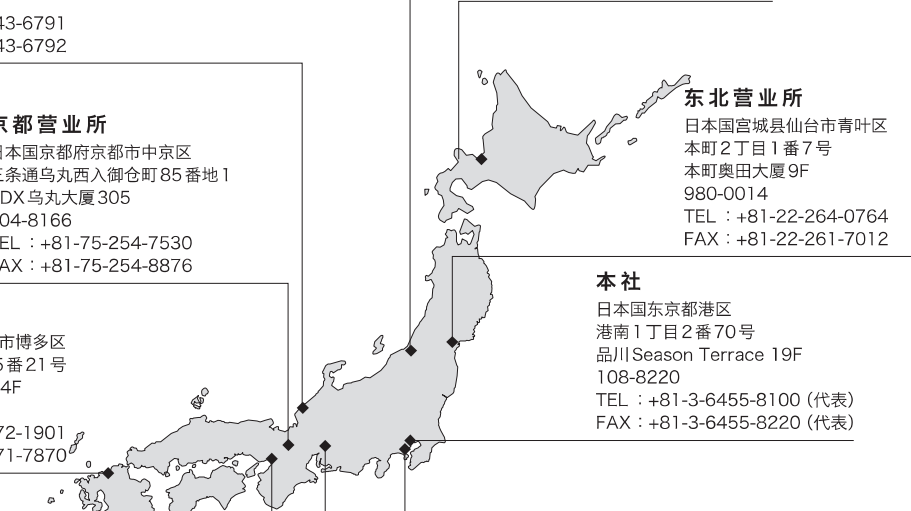 43-6791
43-6792
京都营业所
日本国京都府京都市中京区
三条通乌丸西入御仓町85番地1
DX乌丸大厦305
04-8166
TEL：+81-75-254-7530
FAX：+81-75-254-8876
市博多区
5番21号
4F
72-1901
71-7870
东北营业所
日本国宫城县仙台市青叶区
本町2丁目1番7号
本町奥田大厦9F
980-0014
TEL：+81-22-264-0764
FAX：+81-22-261-7012
本社
日本国东京都港区
港南1丁目2番70号
品川Season Terrace 19F
108-8220
TEL：+81-3-6455-8100（代表）
FAX：+81-3-6455-8220（代表）